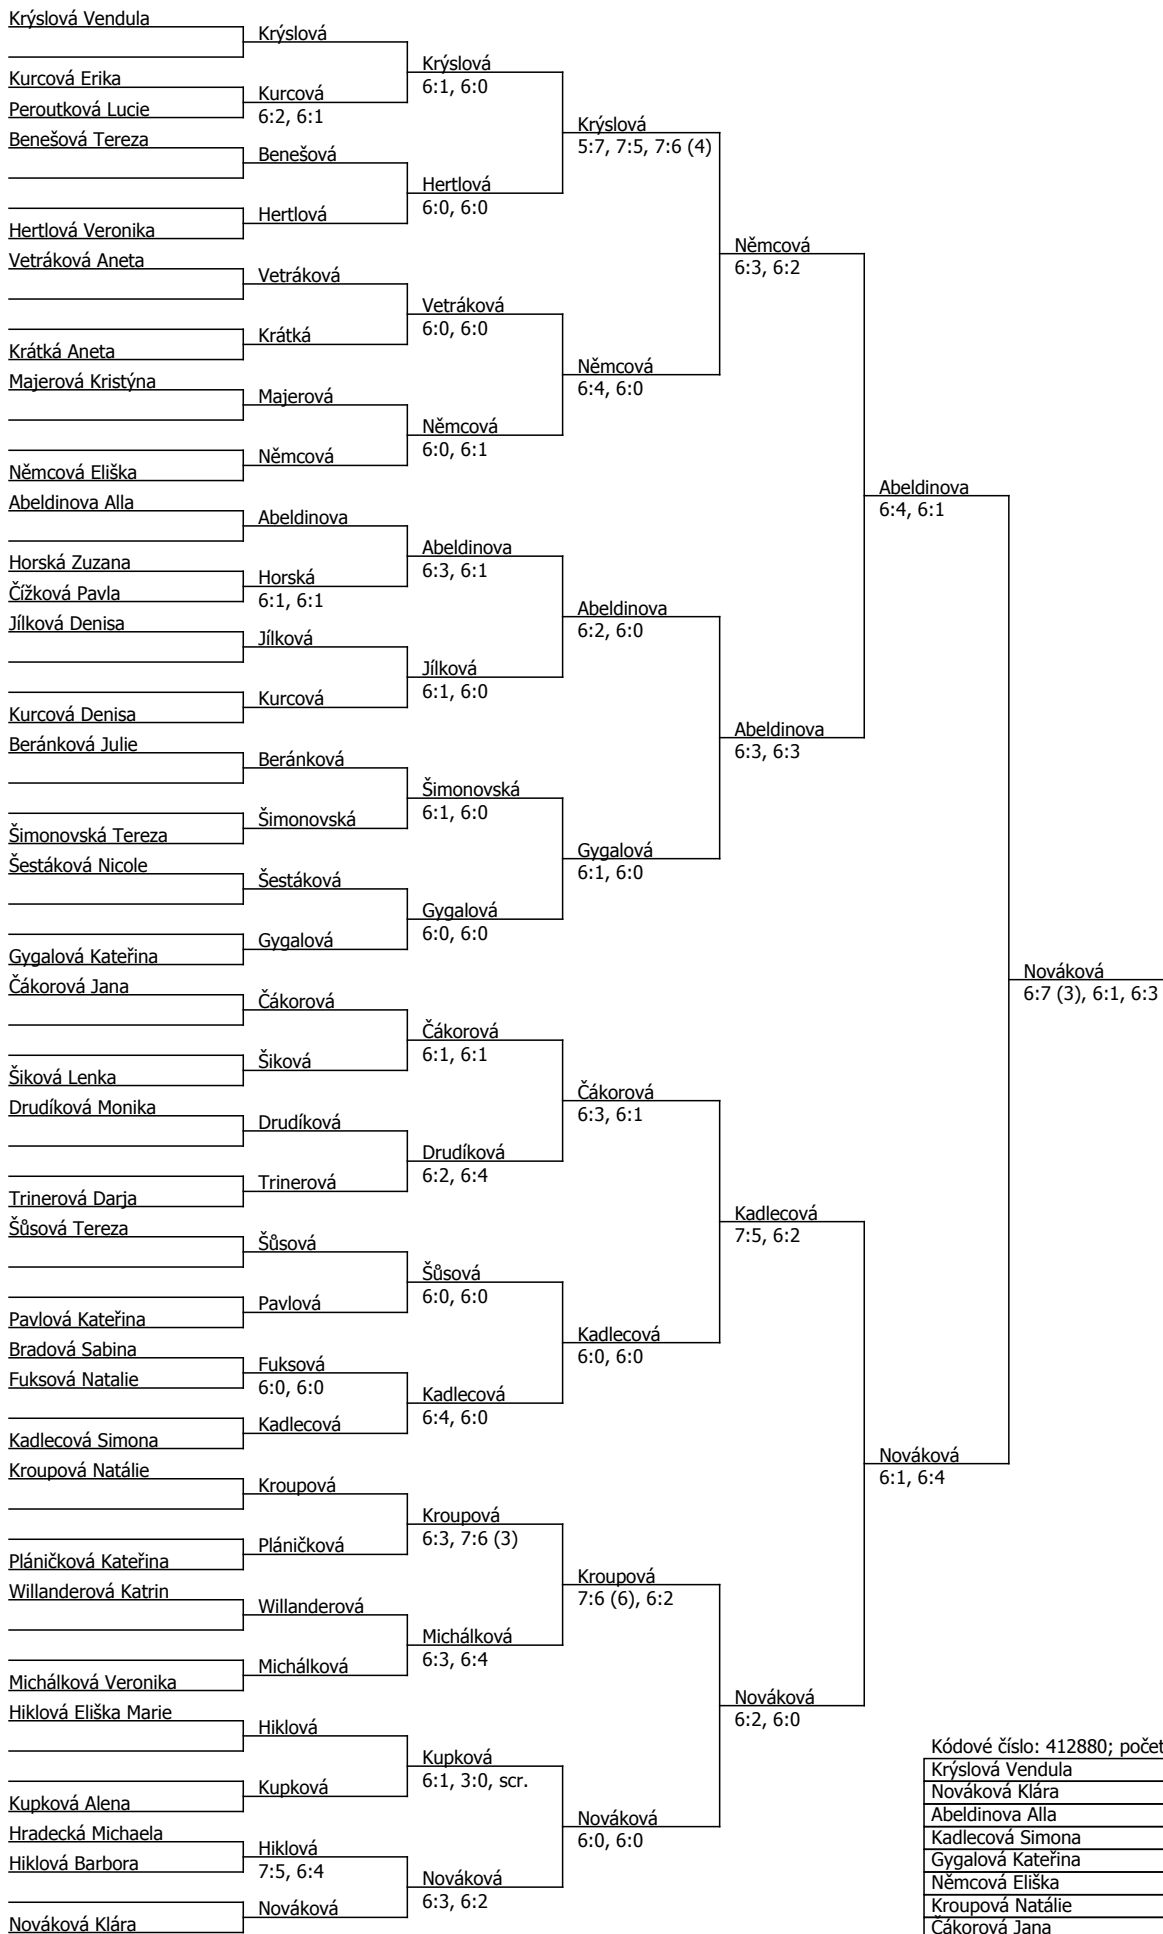 Krýslová Vendula
Kurcová Erika
Peroutková Lucie
Benešová Tereza
Hertlová Veronika
Vetráková Aneta
Krátká Aneta
Majerová Kristýna
Němcová Eliška
Abeldinova Alla
Horská Zuzana
Čížková Pavla
Jílková Denisa
Kurcová Denisa
Beránková Julie
Šimonovská Tereza
Šestáková Nicole
Gygalová Kateřina
Čákorová Jana
Šiková Lenka
Drudíková Monika
Trinerová Darja
Šůsová Tereza
Pavlová Kateřina
Bradová Sabina
Fuksová Natalie
Kadlecová Simona
Kroupová Natálie
Pláničková Kateřina
Willanderová Katrin
Michálková Veronika
Hiklová Eliška Marie
Kupková Alena
Hradecká Michaela
Hiklová Barbora
Nováková Klára
Krýslová
Kurcová
6:2, 6:1
Benešová
Hertlová
Vetráková
Krátká
Majerová
Němcová
Abeldinova
Horská
6:1, 6:1
Jílková
Kurcová
Beránková
Šimonovská
Šestáková
Gygalová
Čákorová
Šiková
Drudíková
Trinerová
Šůsová
Pavlová
Fuksová
6:0, 6:0
Kadlecová
Kroupová
Pláničková
Willanderová
Michálková
Hiklová
Kupková
Hiklová
7:5, 6:4
Nováková
Krýslová
6:1, 6:0
Hertlová
6:0, 6:0
Vetráková
6:0, 6:0
Němcová
6:0, 6:1
Abeldinova
6:3, 6:1
Jílková
6:1, 6:0
Šimonovská
6:1, 6:0
Gygalová
6:0, 6:0
Čákorová
6:1, 6:1
Drudíková
6:2, 6:4
Šůsová
6:0, 6:0
Kadlecová
6:4, 6:0
Kroupová
6:3, 7:6 (3)
Michálková
6:3, 6:4
Kupková
6:1, 3:0, scr.
Nováková
6:3, 6:2
Krýslová
5:7, 7:5, 7:6 (4)
Němcová
6:4, 6:0
Abeldinova
6:2, 6:0
Gygalová
6:1, 6:0
Čákorová
6:3, 6:1
Kadlecová
6:0, 6:0
Kroupová
7:6 (6), 6:2
Nováková
6:0, 6:0
Němcová
6:3, 6:2
Abeldinova
6:3, 6:3
Kadlecová
7:5, 6:2
Nováková
6:2, 6:0
Abeldinova
6:4, 6:1
Nováková
6:1, 6:4
Nováková
6:7 (3), 6:1, 6:3
Kódové číslo: 412880; počet
Krýslová Vendula
Nováková Klára
Abeldinova Alla
Kadlecová Simona
Gygalová Kateřina
Němcová Eliška
Kroupová Natálie
Čákorová Jana